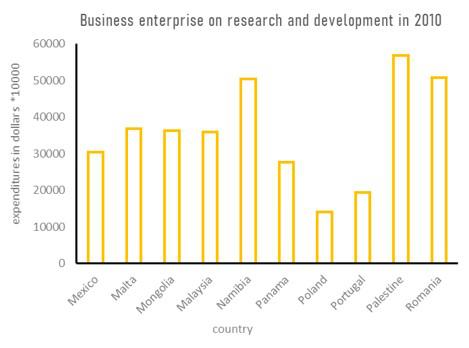 Business enterprise on research and development in 2010
expenditures in dollars *10000
60000
50000
40000
30000
20000
10000
0
Mexico
Malta
Mongolia
Malaysia
Namibia
Panama
Poland
Portugal
Palestine
Romania
country